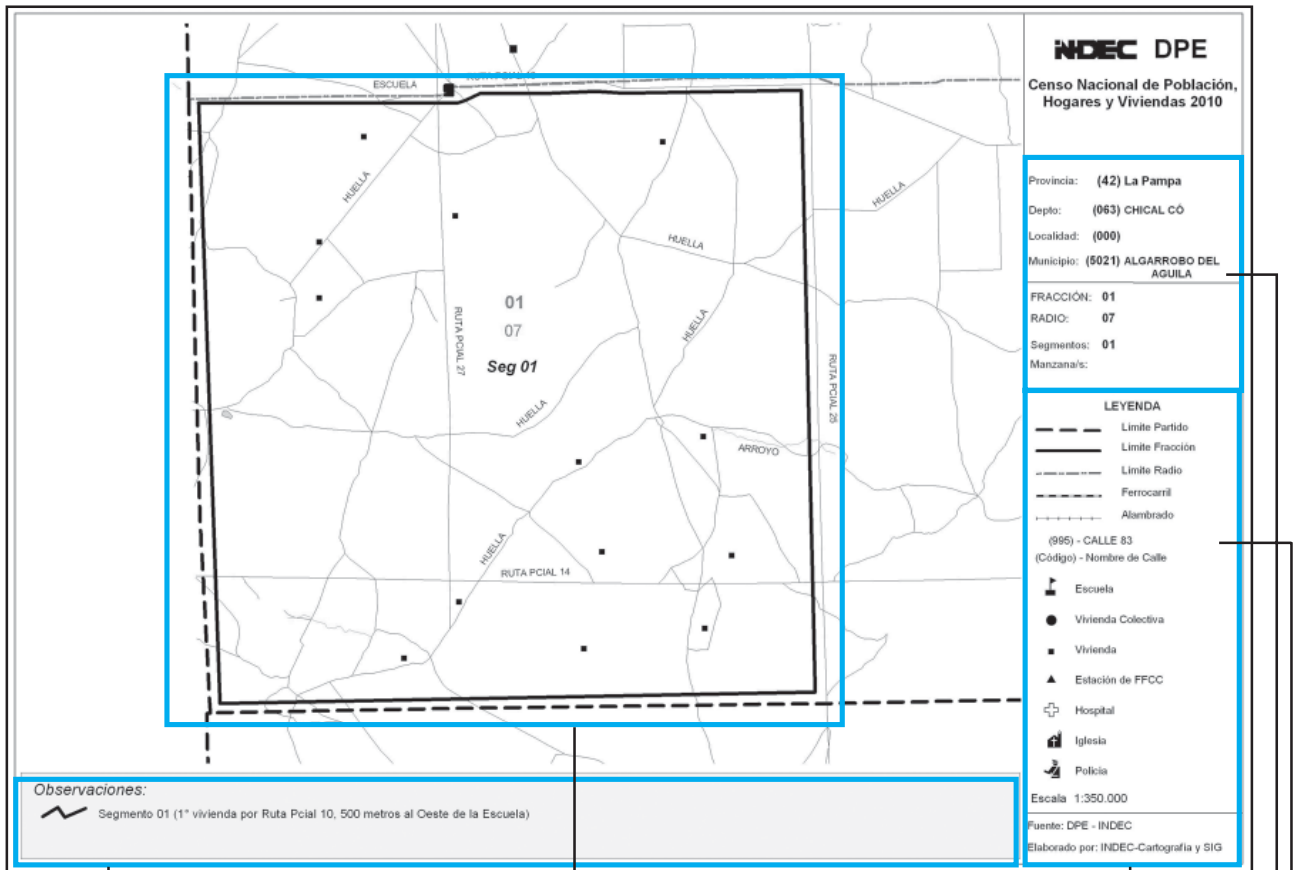 RUTA PCIAL 10
ESCUELA
HUELLA
HUELLA
HUELLA
01
07
Seg 01
RUTA PCIAL 27
HUELLA
RUTA PCIAL 25
HUELLA
ARROYO
HUELLA
RUTA PCIAL 14
Observaciones:
Segmento 01 (1° vivienda por Ruta Pcial 10, 500 metros al Oeste de la Escuela)
INDEC DPE
Censo Nacional de Población,
Hogares y Viviendas 2010
Provincia: (42) La Pampa
Depto: (063) CHICAL CÓ
Localidad: (000)
Municipio: (5021) ALGARROBO DEL
AGUILA
FRACCIÓN: 01
RADIO: 07
Segmentos: 01
Manzana/s:
LEYENDA
Limite Partido
Limite Fracción
Limite Radio
Ferrocarril
Alambrado
(995) - CALLE 83
(Código) - Nombre de Calle
Escuela
Vivienda Colectiva
Vivienda
Estación de FFCC
Hospital
Iglesia
Policia
Escala 1:350.000
Fuente: DPE - INDEC
Elaborado por: INDEC-Cartografia y SIG